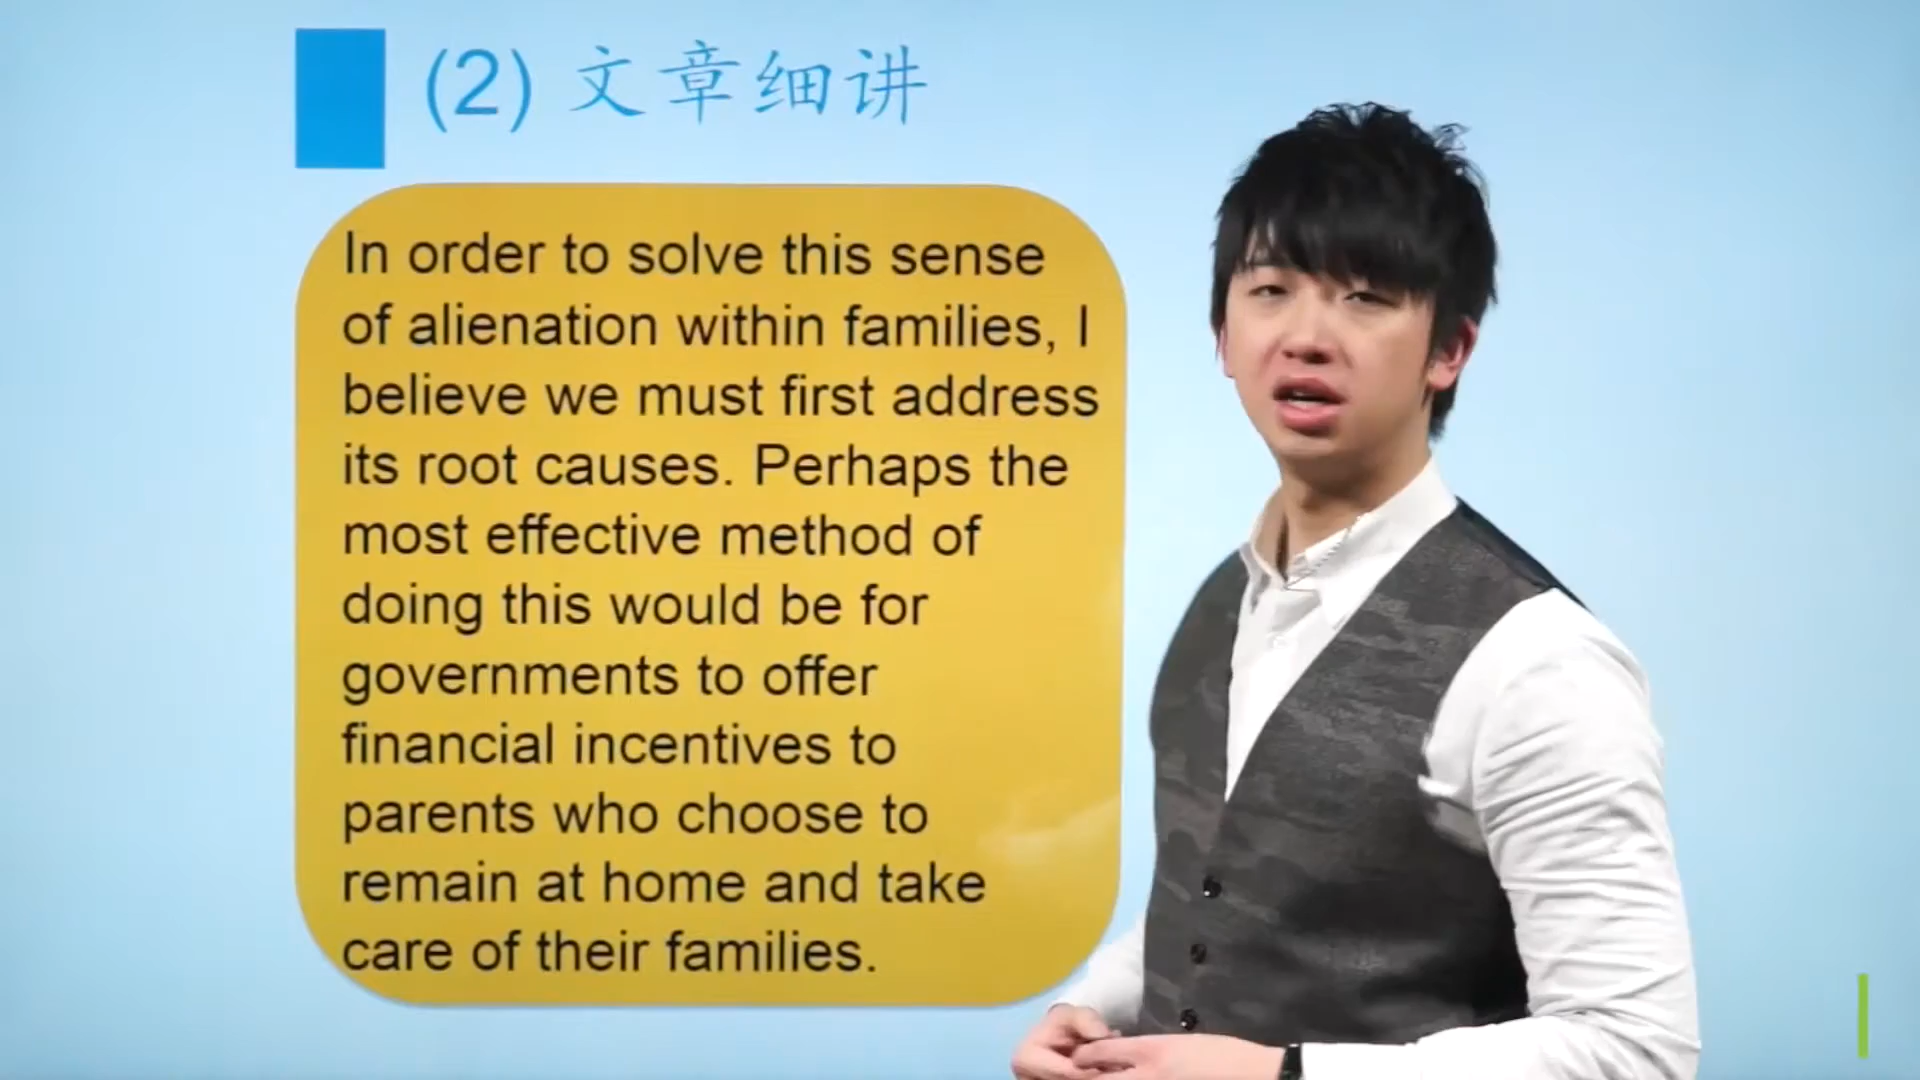 (2) 文章细讲
In order to solve this sense
of alienation within families, I
believe we must first address
its root causes. Perhaps the
most effective method of
doing this would be for
governments to offer
financial incentives to
parents who choose to
remain at home and take
care of their families.